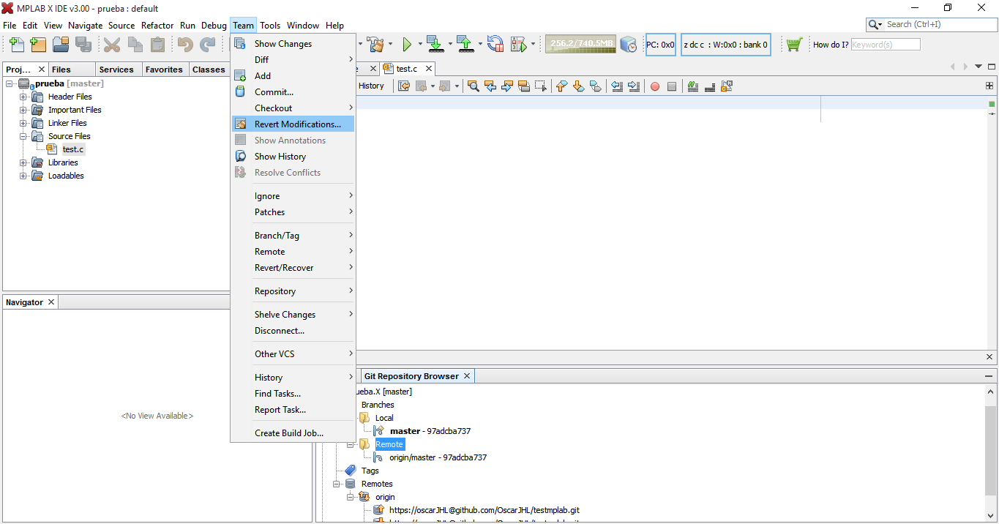 MPLAB X IDE v3.00 - prueba : default
File Edit View Navigate Source Refactor Run Debug Team Tools Window Help
Search (Ctrl+I)
256.2/740.5MB
PC: 0x0
z dc c : W:0x0 : bank 0
How do I? Keyword(s)
Proj... Files Services Favorites Classes
test.c
History
prueba [master]
Header Files
Important Files
Linker Files
Source Files
test.c
Libraries
Loadables
Show Changes
Diff
Add
Commit...
Checkout
Revert Modifications...
Show Annotations
Show History
Resolve Conflicts
Ignore
Patches
Branch/Tag
Remote
Revert/Recover
Repository
Shelve Changes
Disconnect...
Other VCS
History
Find Tasks...
Report Task...
Create Build Job...
Navigator
<No View Available>
Git Repository Browser
ueba.X [master]
Branches
Local
master - 97adcba737
Remote
origin/master - 97adcba737
Tags
Remotes
origin
https://oscarJHL@github.com/OscarJHL/testmplab.git